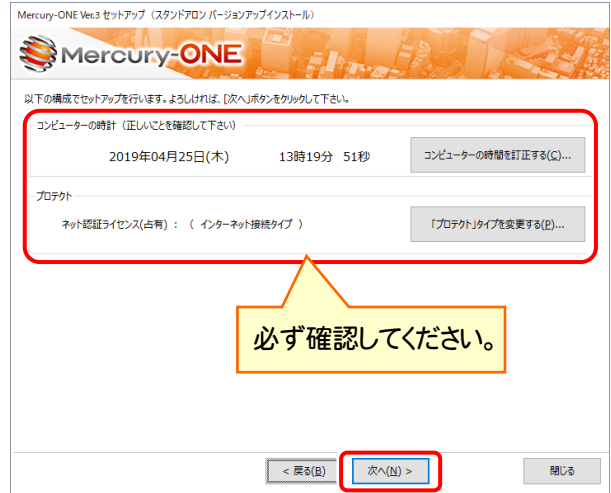 Mercury-ONE Ver.3 セットアップ（スタンドアロン バージョンアップインストール）
Mercury-ONE
以下の構成でセットアップを行います。よろしければ、[次へ]ボタンをクリックして下さい。
コンピューターの時計（正しいことを確認して下さい）
2019年04月25日(木) 13時19分 51秒 コンピューターの時間を訂正する(C)...
プロテクト
ネット認証ライセンス(占有) ： （ インターネット接続タイプ ） 「プロテクト」タイプを変更する(P)...
必ず確認してください。
< 戻る(B) 次へ(N) > 閉じる